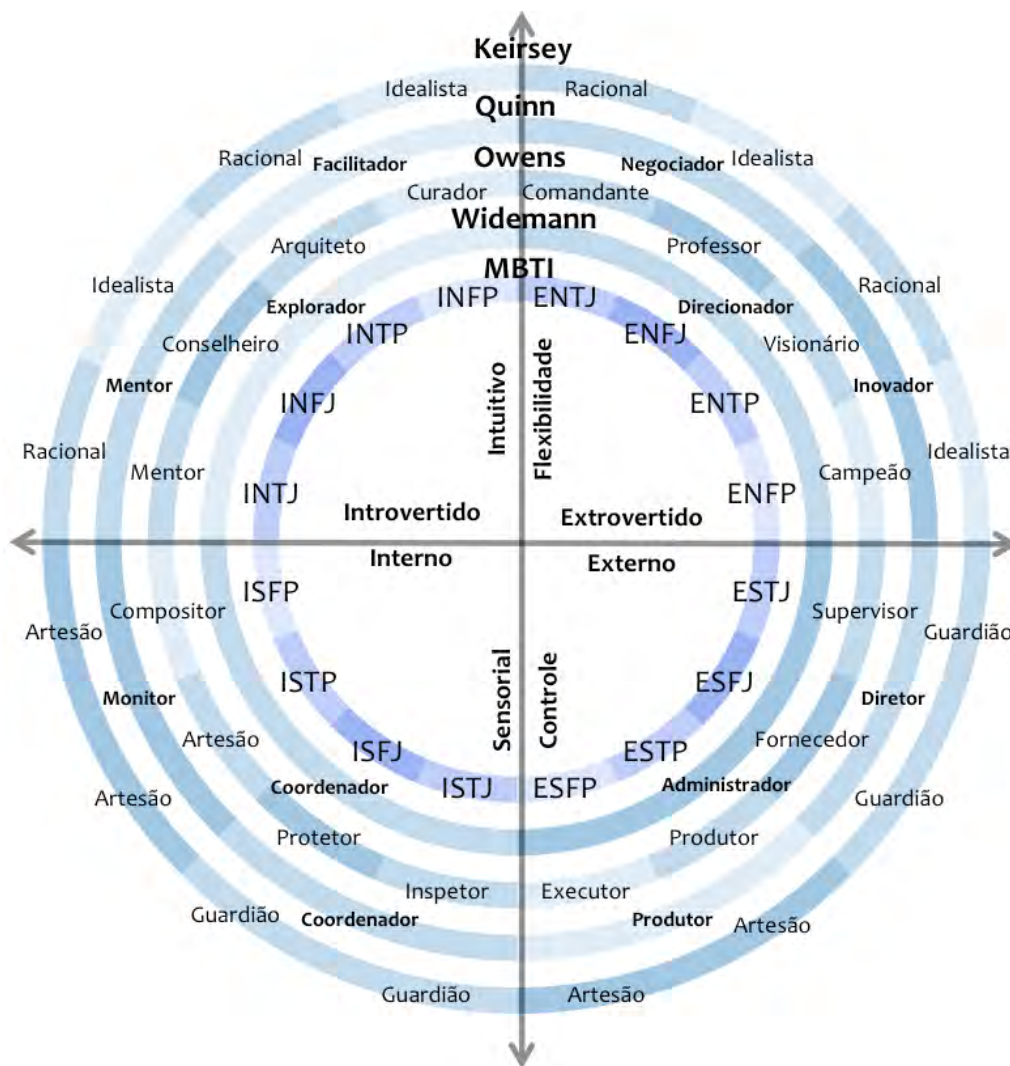 Keirsey
Idealista Racional
Quinn
Racional Facilitador Owens Negociador Idealista
Curador Comandante
Widemann
Arquiteto Professor
MBTI
Idealista Explorador INFP ENTJ Direcionador Racional
Conselheiro INTP ENFJ Visionário
Mentor Intuitivo Flexibilidade Inovador
INFJ ENTP
Racional Mentor Campeão Idealista
INTJ ENFP
Introvertido Extrovertido
Interno Externo
ISFP ESTJ
Artesão Compositor Supervisor Guardião
ISTP ESFJ
Monitor Sensorial Controle Diretor
Artesão Fornecedor
ISFJ ESTP
Coordenador ISTJ ESFP Administrador
Artesão Guardião
Protetor Produtor
Inspetor Executor
Guardião Coordenador Produtor Artesão
Guardião Artesão